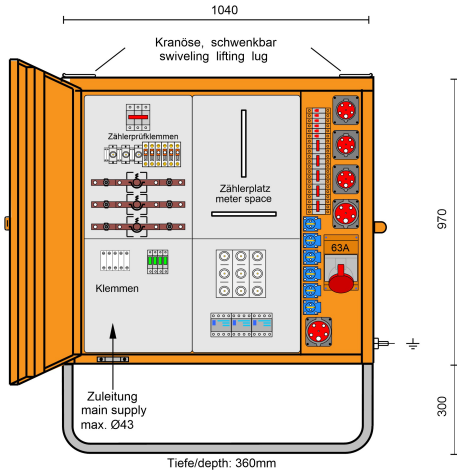 1040
Kranöse, schwenkbar
swiveling lifting lug
Zählerprüfklemmen
Zählerplatz
meter space
970
63A
Klemmen
Zuleitung
main supply
max. Ø43
300
Tiefe/depth: 360mm